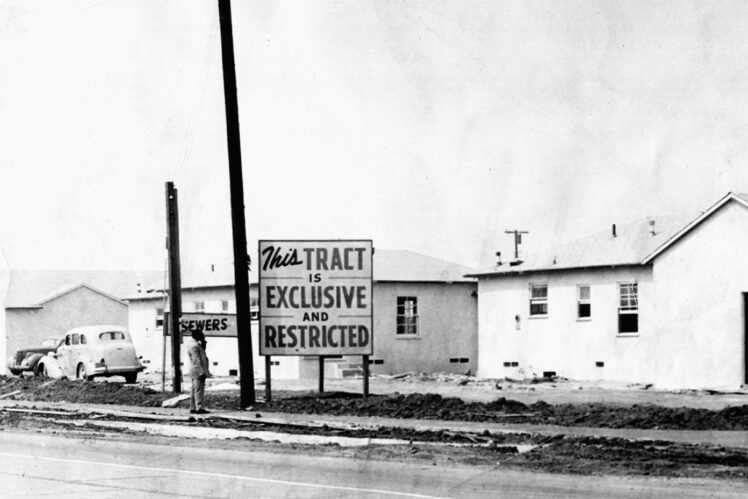 This TRACT
IS
EXCLUSIVE
AND
RESTRICTED
SEWERS